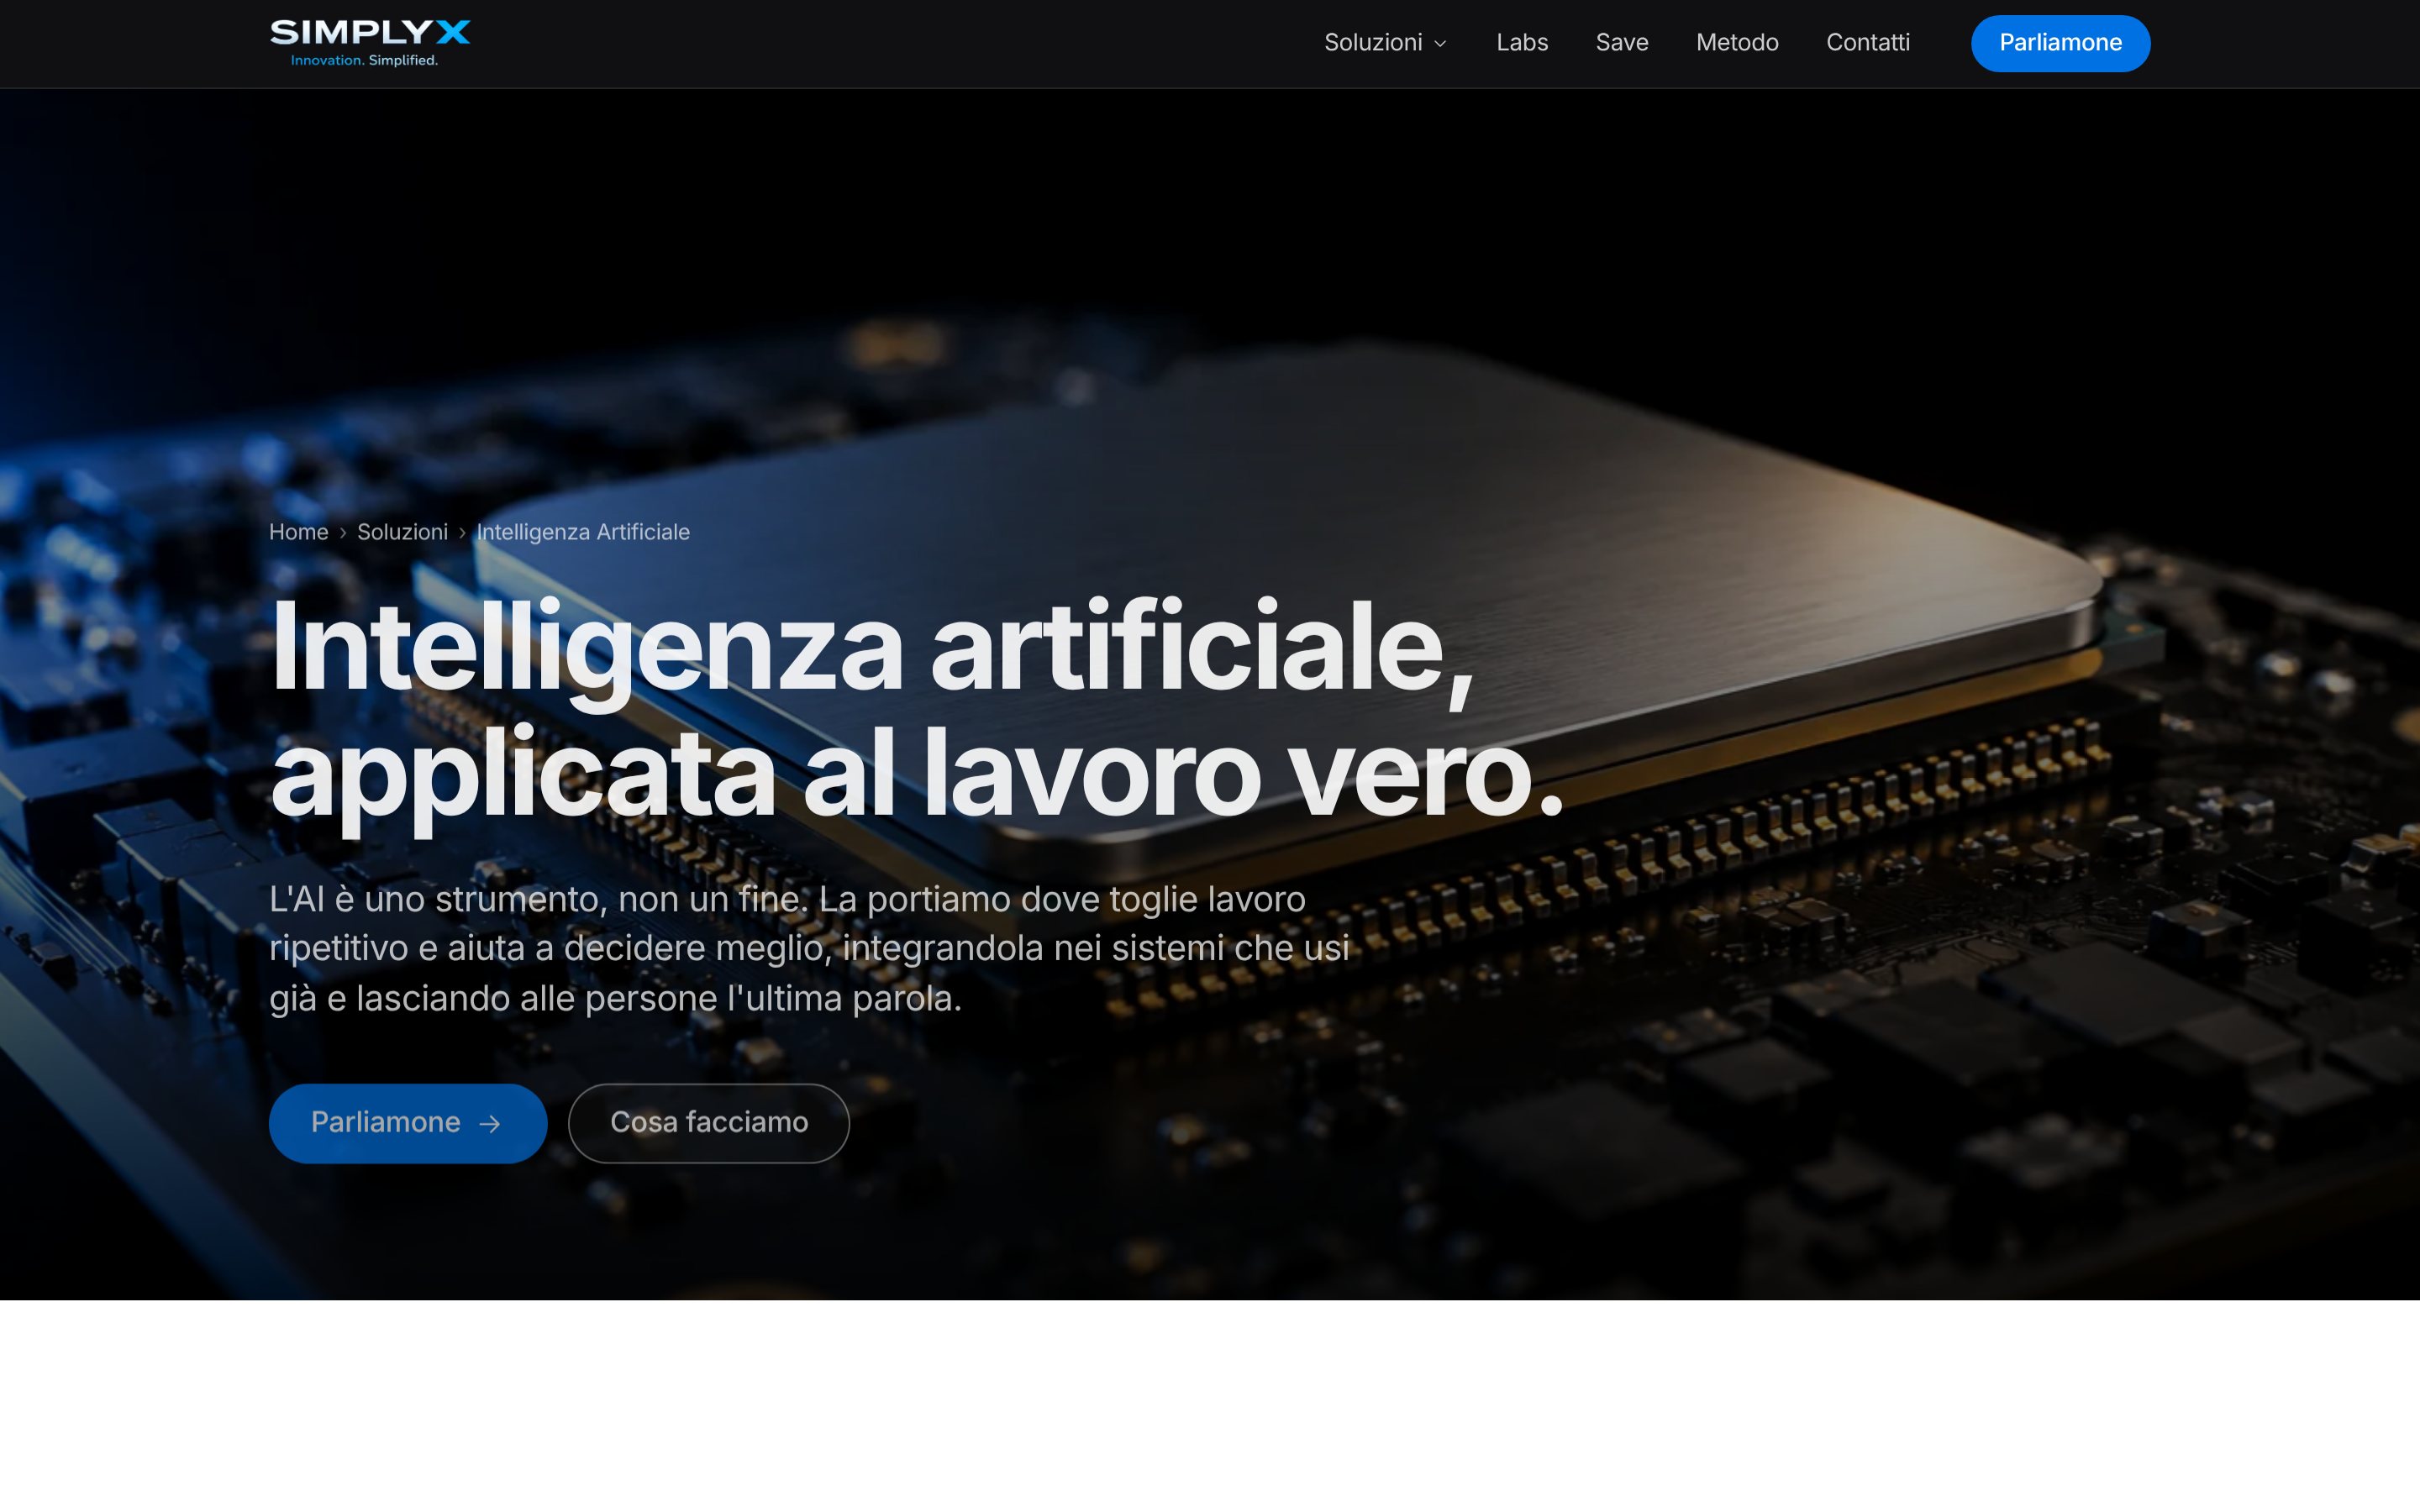 SIMPLYX
Innovation. Simplified.
Soluzioni
Labs
Save
Metodo
Contatti
Parliamone
Home › Soluzioni › Intelligenza Artificiale
Intelligenza artificiale,
applicata al lavoro vero.
L'AI è uno strumento, non un fine. La portiamo dove toglie lavoro
ripetitivo e aiuta a decidere meglio, integrandola nei sistemi che usi
già e lasciando alle persone l'ultima parola.
Parliamone →
Cosa facciamo